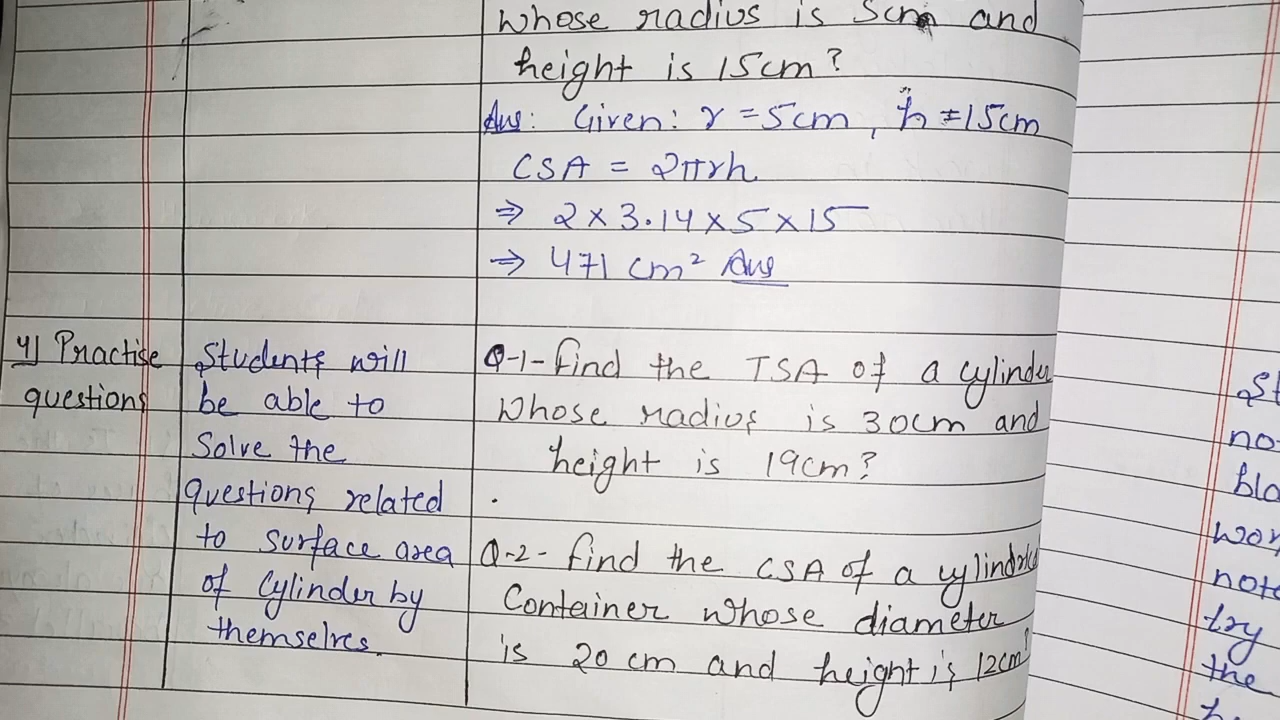 whose radius is 5cm and
height is 15cm?
Ans: Given: r = 5cm, h = 15cm
CSA = 2πrh
⇒ 2 × 3.14 × 5 × 15
⇒ 471 cm² Ans
4) Practise
questions
Students will
be able to
Solve the
questions related
to surface area
of Cylinder by
themselves.
Q-1- Find the TSA of a cylinder
whose radius is 30cm and
height is 19cm?
Q-2- Find the CSA of a cylindrical
Container whose diameter
is 20 cm and height is 12cm?
no
try
the